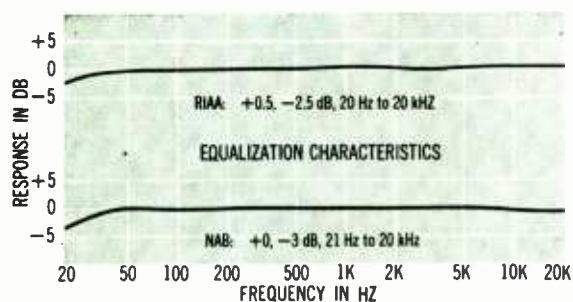 +5
0
−5
RIAA: +0.5, −2.5 dB, 20 Hz to 20 kHZ
EQUALIZATION CHARACTERISTICS
RESPONSE IN DB
+5
0
−5
NAB: +0, −3 dB, 21 Hz to 20 kHz
20 50 100 200 500 1K 2K 5K 10K 20K
FREQUENCY IN HZ